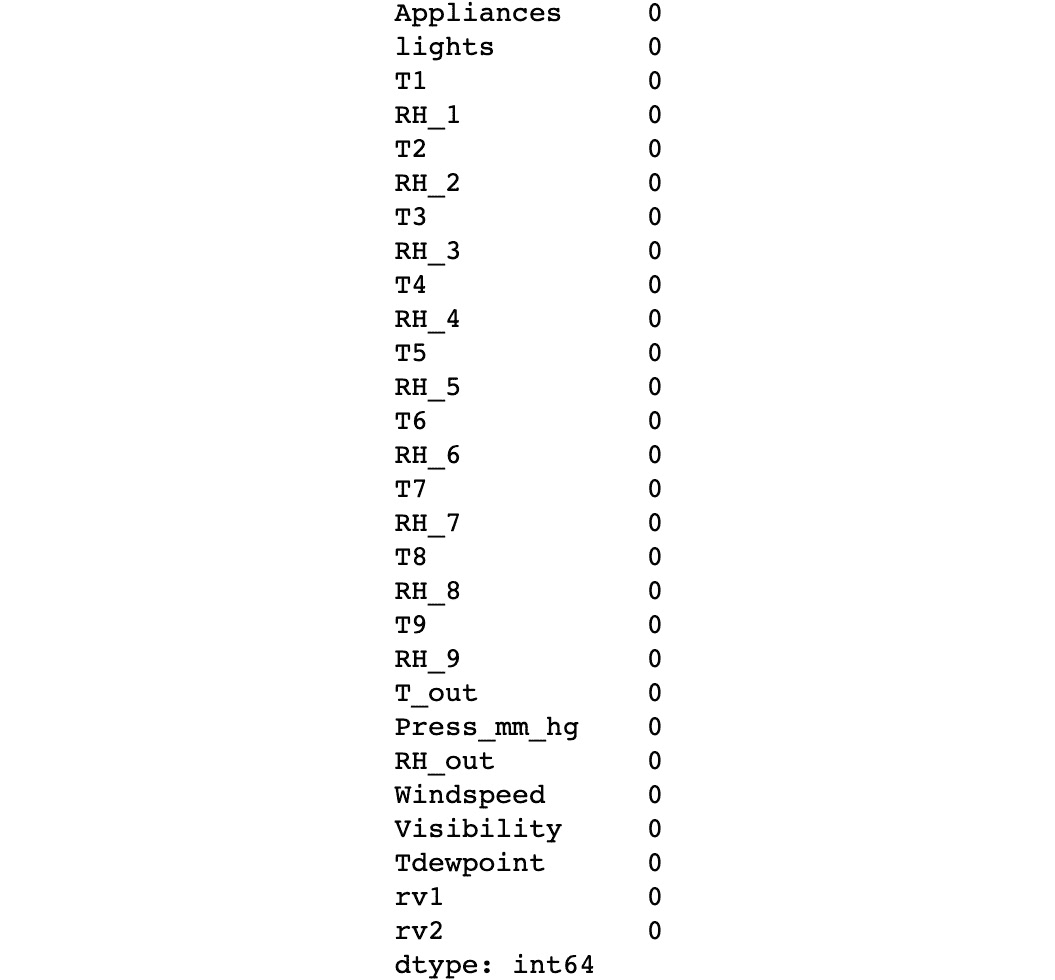 Appliances 0
lights 0
T1 0
RH_1 0
T2 0
RH_2 0
T3 0
RH_3 0
T4 0
RH_4 0
T5 0
RH_5 0
T6 0
RH_6 0
T7 0
RH_7 0
T8 0
RH_8 0
T9 0
RH_9 0
T_out 0
Press_mm_hg 0
RH_out 0
Windspeed 0
Visibility 0
Tdewpoint 0
rv1 0
rv2 0
dtype: int64